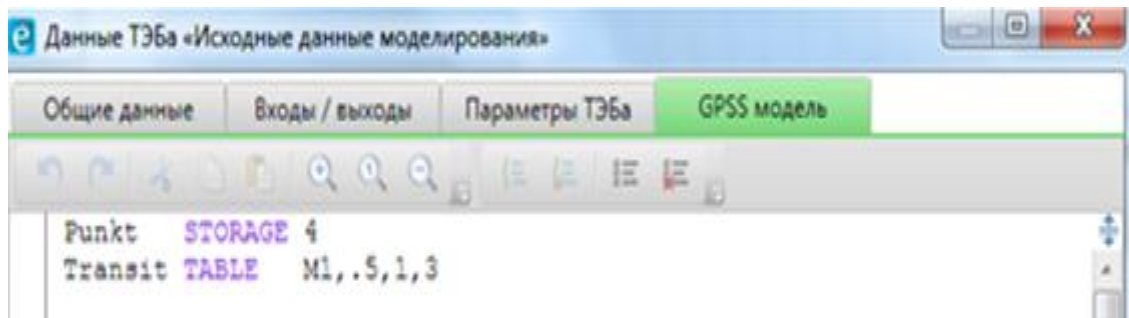 Данные ТЭБа «Исходные данные моделирования»
Общие данные Входы / выходы Параметры ТЭБа GPSS модель
Punkt STORAGE 4
Transit TABLE M1,.5,1,3